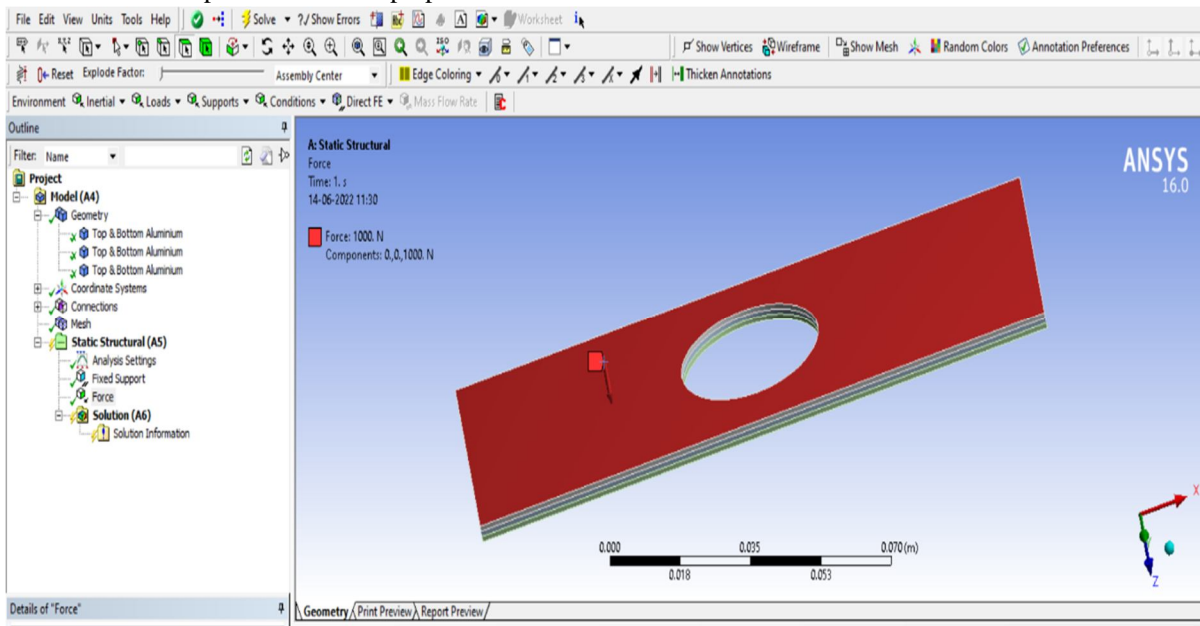 File Edit View Units Tools Help Solve ?/ Show Errors A Worksheet
ISO Show Vertices Wireframe Show Mesh Random Colors Annotation Preferences
Reset Explode Factor: Assembly Center Edge Coloring Thicken Annotations
Environment Inertial Loads Supports Conditions Direct FE Mass Flow Rate
Outline
Filter: Name
Project
Model (A4)
Geometry
Top & Bottom Aluminium
Top & Bottom Aluminium
Top & Bottom Aluminium
Coordinate Systems
Connections
Mesh
Static Structural (A5)
Analysis Settings
Fixed Support
Force
Solution (A6)
Solution Information
Details of "Force"
A: Static Structural
Force
Time: 1. s
14-06-2022 11:30
Force: 1000. N
Components: 0,,0,,1000. N
ANSYS
16.0
0.000 0.035 0.070 (m)
0.018 0.053
X
Z
Geometry Print Preview Report Preview